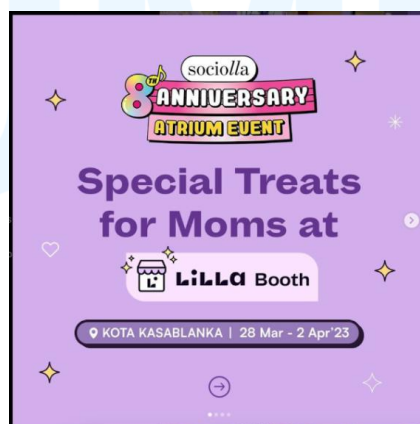 sociolla
8TH
ANNIVERSARY
ATRIUM EVENT
Special Treats
for Moms at
Li LiLLA Booth
KOTA KASABLANKA | 28 Mar - 2 Apr'23